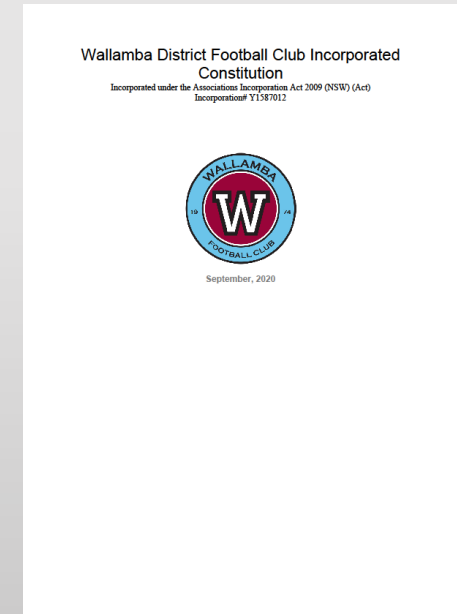 Wallamba District Football Club Incorporated
Constitution
Incorporated under the Associations Incorporation Act 2009 (NSW) (Act)
Incorporation# Y1587012
WALLAMBA
19 74
W
FOOTBALL CLUB
September, 2020